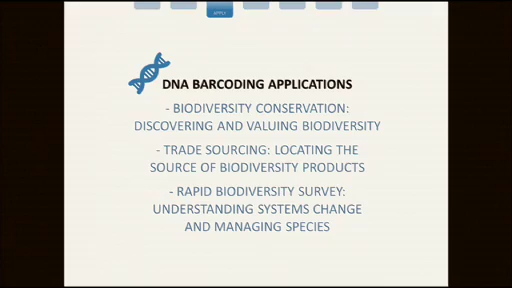 APPLY
DNA BARCODING APPLICATIONS
- BIODIVERSITY CONSERVATION:
DISCOVERING AND VALUING BIODIVERSITY
- TRADE SOURCING: LOCATING THE
SOURCE OF BIODIVERSITY PRODUCTS
- RAPID BIODIVERSITY SURVEY:
UNDERSTANDING SYSTEMS CHANGE
AND MANAGING SPECIES